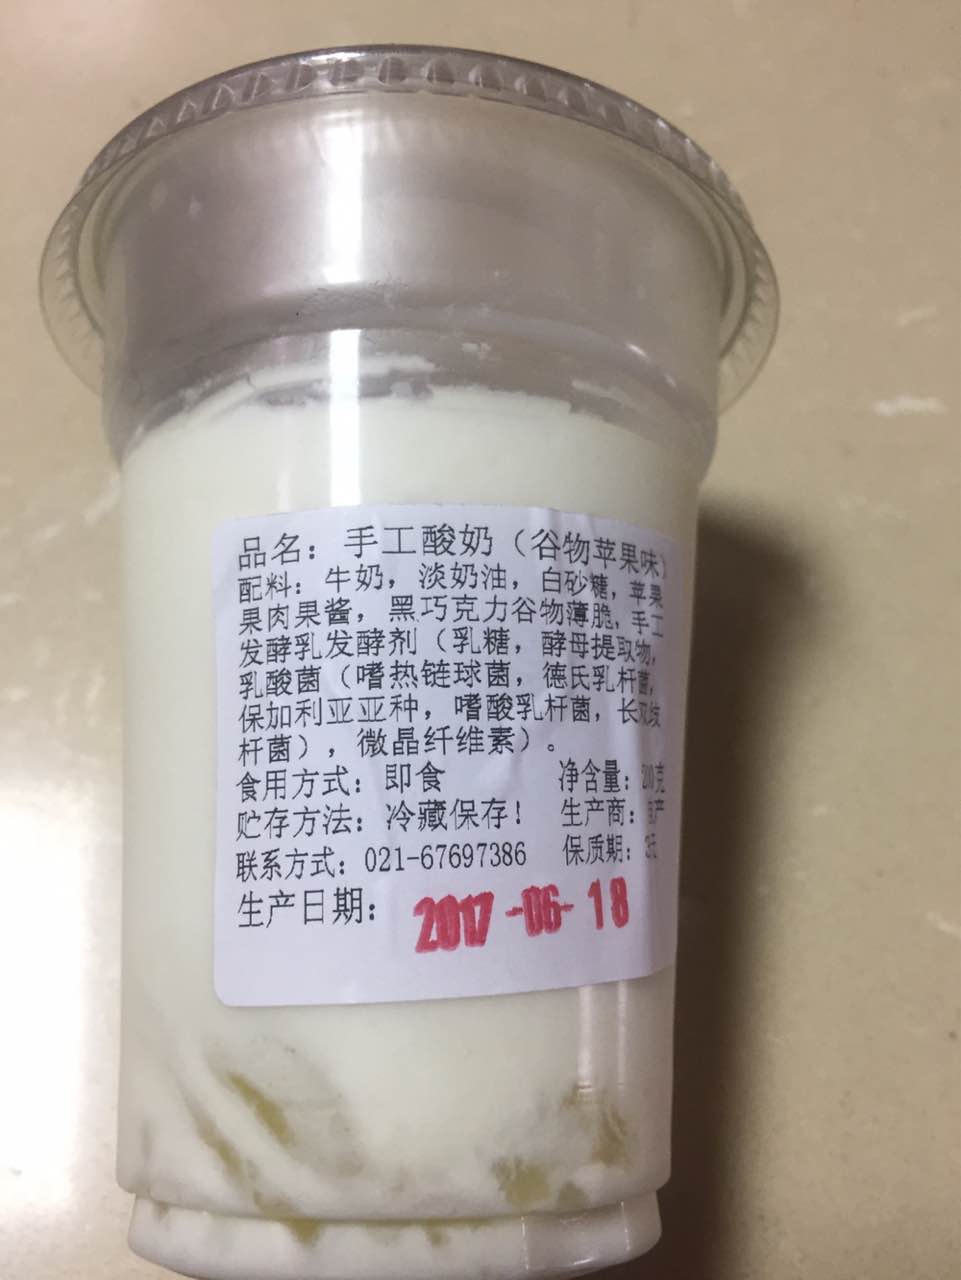 品名：手工酸奶（谷物苹果味）
配料：牛奶，淡奶油，白砂糖，苹果
果肉果酱，黑巧克力谷物薄脆，手工
发酵乳发酵剂（乳糖，酵母提取物，
乳酸菌（嗜热链球菌，德氏乳杆菌，
保加利亚亚种，嗜酸乳杆菌，长双歧
杆菌），微晶纤维素）。
食用方式：即食 净含量：200克
贮存方法：冷藏保存！ 生产商：
联系方式：021-67697386 保质期：
生产日期：2017-06-18